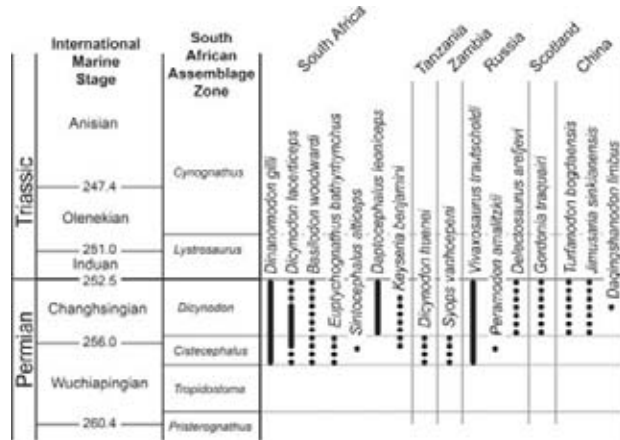 International
Marine
Stage
South
African
Assemblage
Zone
South Africa
Tanzania
Zambia
Russia
Scotland
China
Triassic
Permian
Anisian
247.4
Olenekian
251.0
Induan
252.5
Changhsingian
256.0
Wuchiapingian
260.4
Cynognathus
Lystrosaurus
Dicynodon
Cistecephalus
Tropidostoma
Pristerognathus
Dinanomodon gilli
Dicynodon lacerticeps
Basilodon woodwardi
Euptychognathus bathyrhynchus
Sintocephalus alticeps
Daptocephalus leoniceps
Keyseria benjamini
Dicynodon huenei
Syops vanhoepeni
Vivaxosaurus trautscholdi
Peramodon amalitzkii
Delectosaurus arefjevi
Gordonia traquairi
Turfanodon bogdaensis
Jimusaria sinkianensis
Daqingshanodon limbus